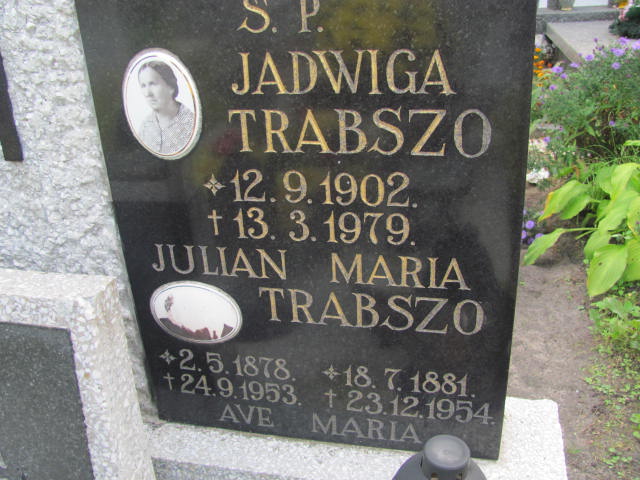 S. P.
JADWIGA
TRABSZO
12.9.1902.
† 13.3.1979.
JULIAN MARIA
TRABSZO
2.5.1878. 18.7.1881.
† 24.9.1953. † 23.12.1954.
AVE MARIA